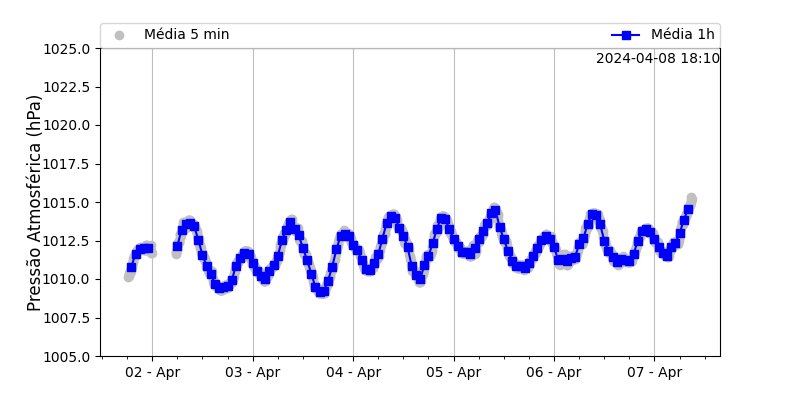 Média 5 min
Média 1h
2024-04-08 18:10
Pressão Atmosférica (hPa)
1025.0
1022.5
1020.0
1017.5
1015.0
1012.5
1010.0
1007.5
1005.0
02 - Apr
03 - Apr
04 - Apr
05 - Apr
06 - Apr
07 - Apr